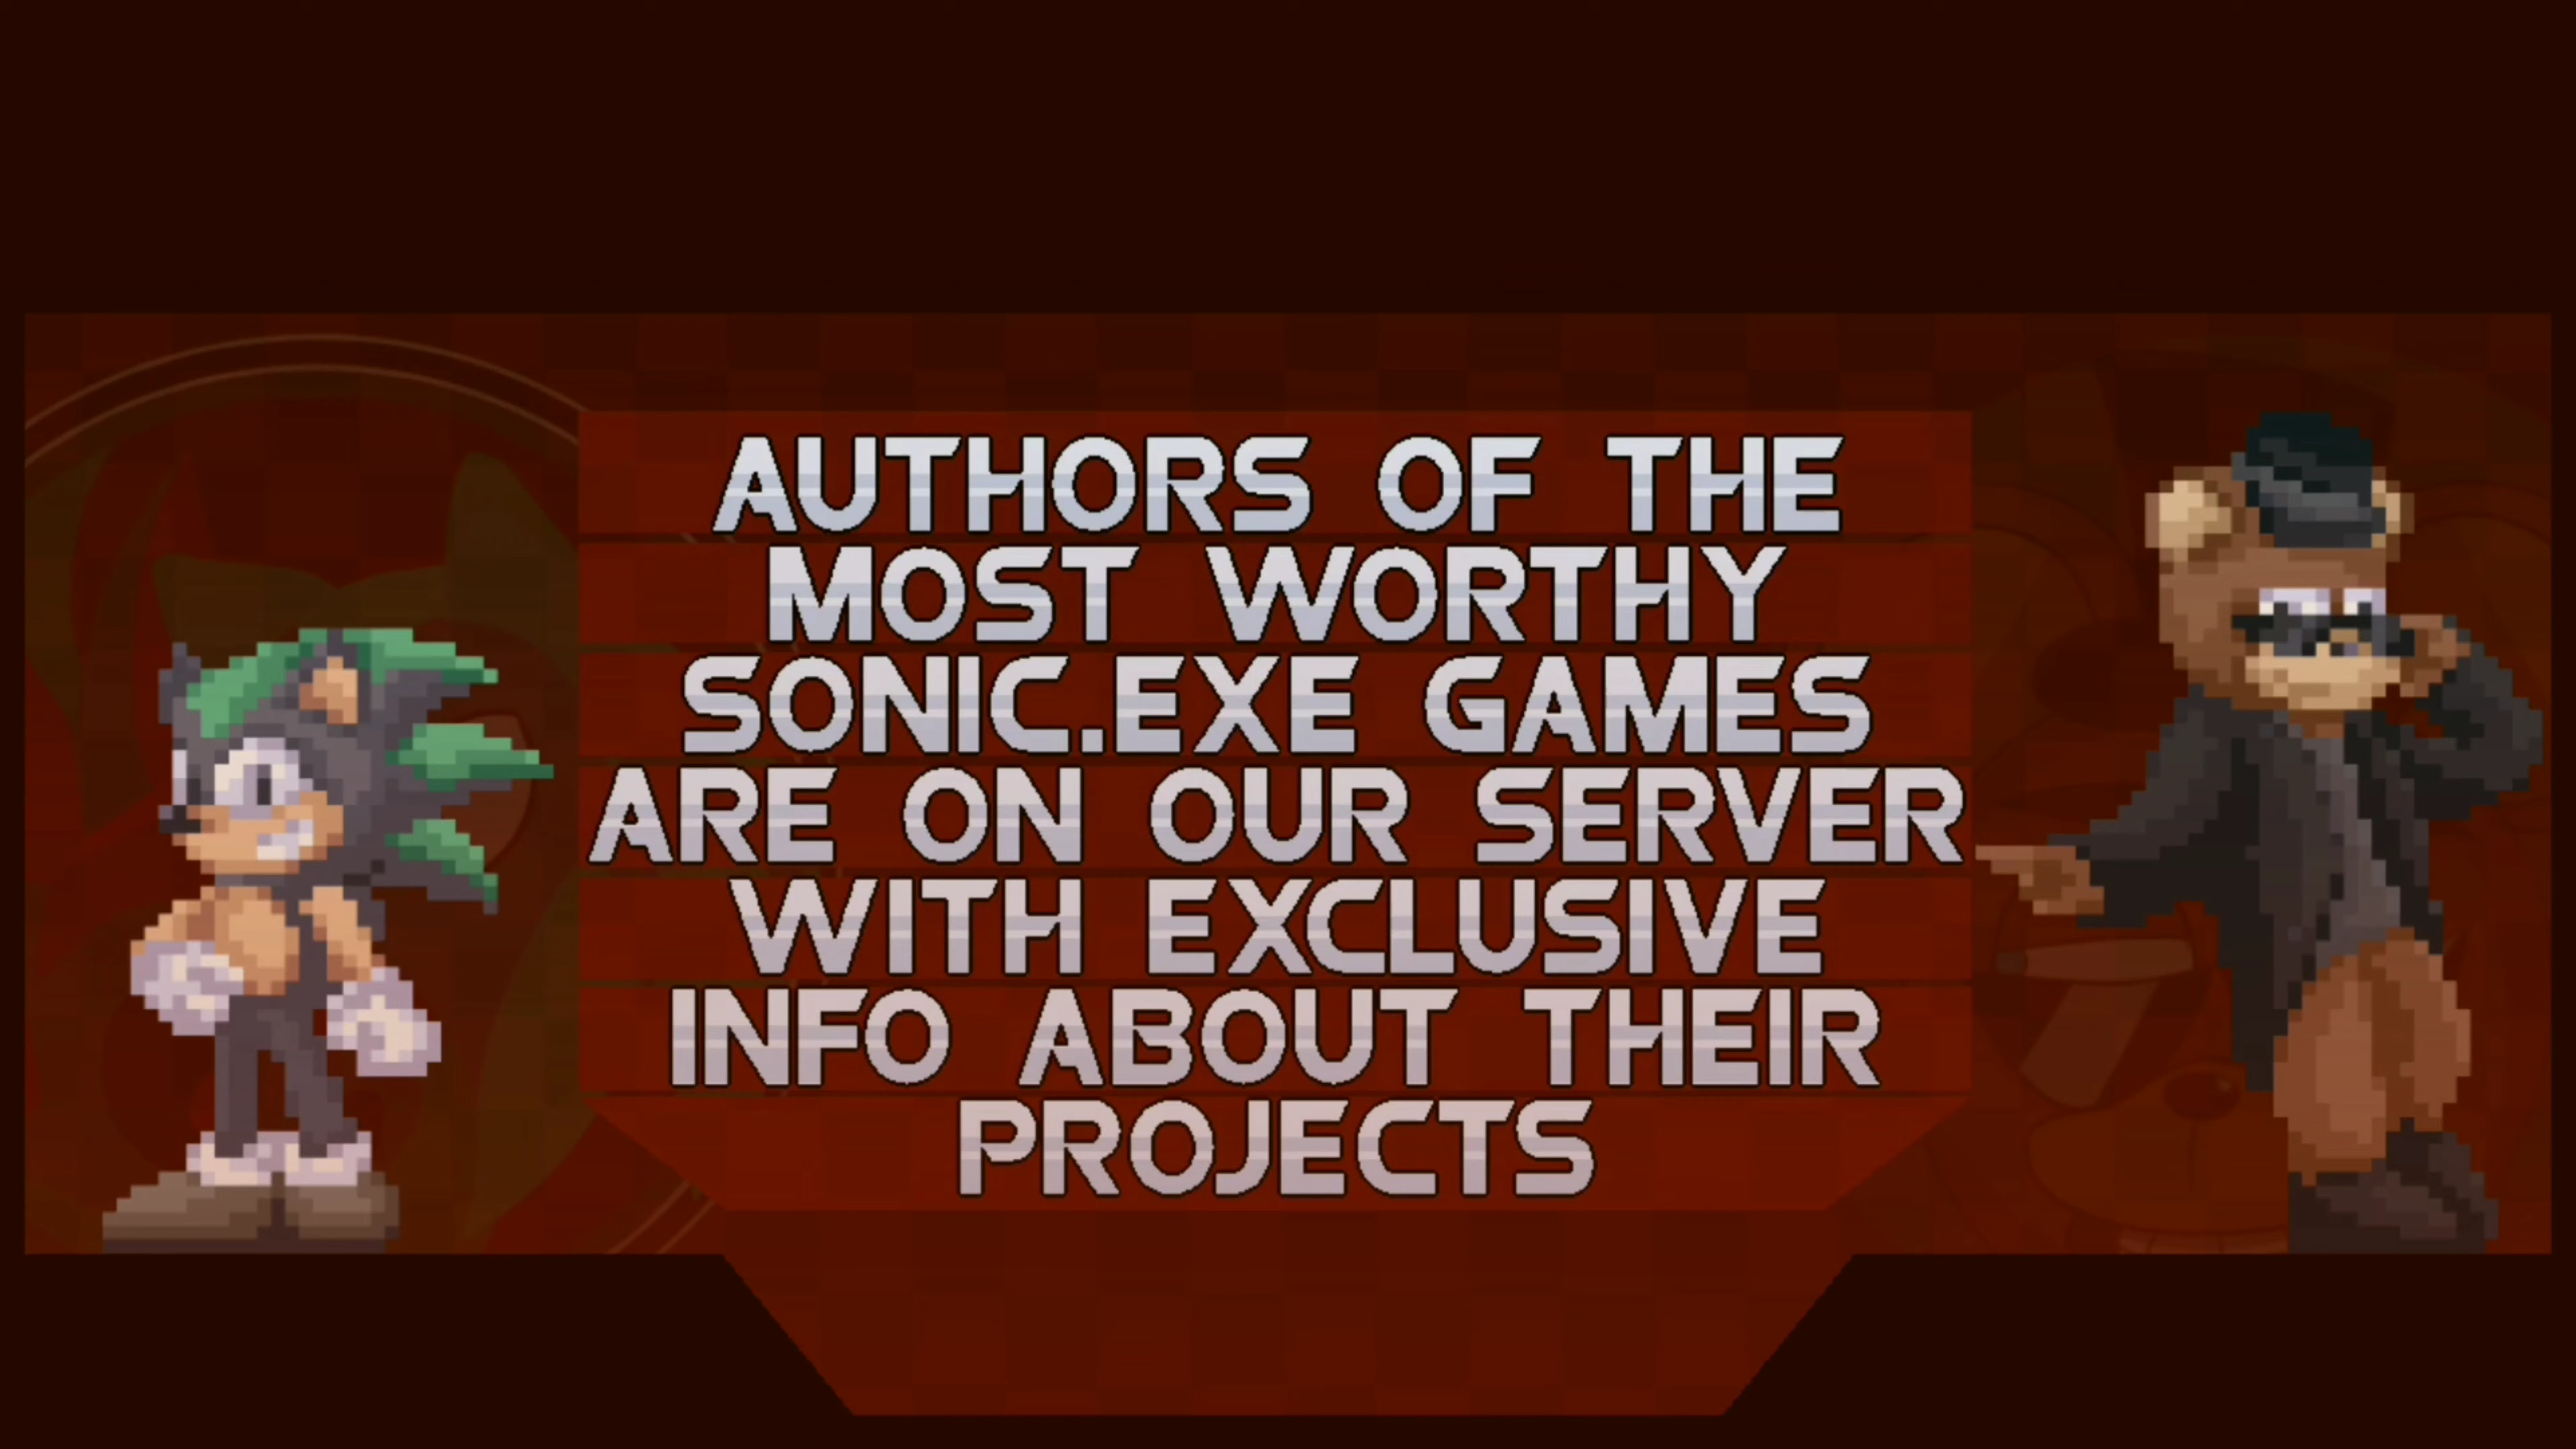 AUTHORS OF THE
MOST WORTHY
SONIC.EXE GAMES
ARE ON OUR SERVER
WITH EXCLUSIVE
INFO ABOUT THEIR
PROJECTS